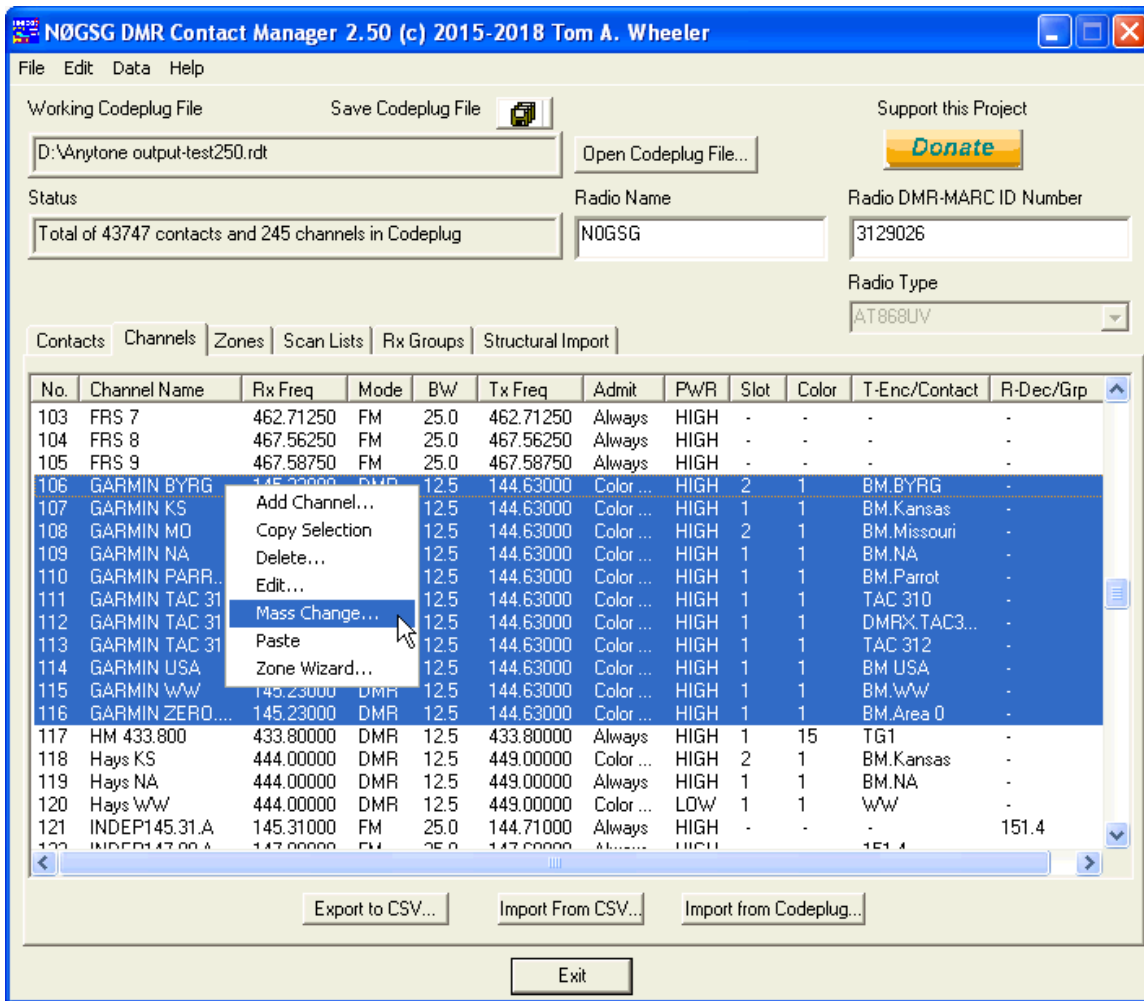 NØGSG DMR Contact Manager 2.50 (c) 2015-2018 Tom A. Wheeler
File Edit Data Help
Working Codeplug File Save Codeplug File Support this Project
D:\Anytone output-test250.rdt Open Codeplug File... Donate
Status Radio Name Radio DMR-MARC ID Number
Total of 43747 contacts and 245 channels in Codeplug N0GSG 3129026
Radio Type
AT868UV
Contacts Channels Zones Scan Lists Rx Groups Structural Import
No. Channel Name Rx Freq Mode BW Tx Freq Admit PWR Slot Color T-Enc/Contact R-Dec/Grp
103 FRS 7 462.71250 FM 25.0 462.71250 Always HIGH - - - -
104 FRS 8 467.56250 FM 25.0 467.56250 Always HIGH - - - -
105 FRS 9 467.58750 FM 25.0 467.58750 Always HIGH - - - -
106 GARMIN BYRG 145.23000 DMR 12.5 144.63000 Color ... HIGH 2 1 BM.BYRG -
107 GARMIN KS 12.5 144.63000 Color ... HIGH 1 1 BM.Kansas -
108 GARMIN MO 12.5 144.63000 Color ... HIGH 2 1 BM.Missouri -
109 GARMIN NA 12.5 144.63000 Color ... HIGH 1 1 BM.NA -
110 GARMIN PARR... 12.5 144.63000 Color ... HIGH 1 1 BM.Parrot -
111 GARMIN TAC 31 12.5 144.63000 Color ... HIGH 1 1 TAC 310 -
112 GARMIN TAC 31 12.5 144.63000 Color ... HIGH 1 1 DMRX.TAC3... -
113 GARMIN TAC 31 12.5 144.63000 Color ... HIGH 1 1 TAC 312 -
114 GARMIN USA 12.5 144.63000 Color ... HIGH 1 1 BM USA -
115 GARMIN WW 145.23000 DMR 12.5 144.63000 Color ... HIGH 1 1 BM.WW -
116 GARMIN ZERO.... 145.23000 DMR 12.5 144.63000 Color ... HIGH 1 1 BM.Area 0 -
117 HM 433.800 433.80000 DMR 12.5 433.80000 Always HIGH 1 15 TG1 -
118 Hays KS 444.00000 DMR 12.5 449.00000 Color ... HIGH 2 1 BM.Kansas -
119 Hays NA 444.00000 DMR 12.5 449.00000 Always HIGH 1 1 BM.NA -
120 Hays WW 444.00000 DMR 12.5 449.00000 Color ... LOW 1 1 WW -
121 INDEP145.31.A 145.31000 FM 25.0 144.71000 Always HIGH - - - 151.4
Add Channel...
Copy Selection
Delete...
Edit...
Mass Change...
Paste
Zone Wizard...
Export to CSV... Import From CSV... Import from Codeplug...
Exit